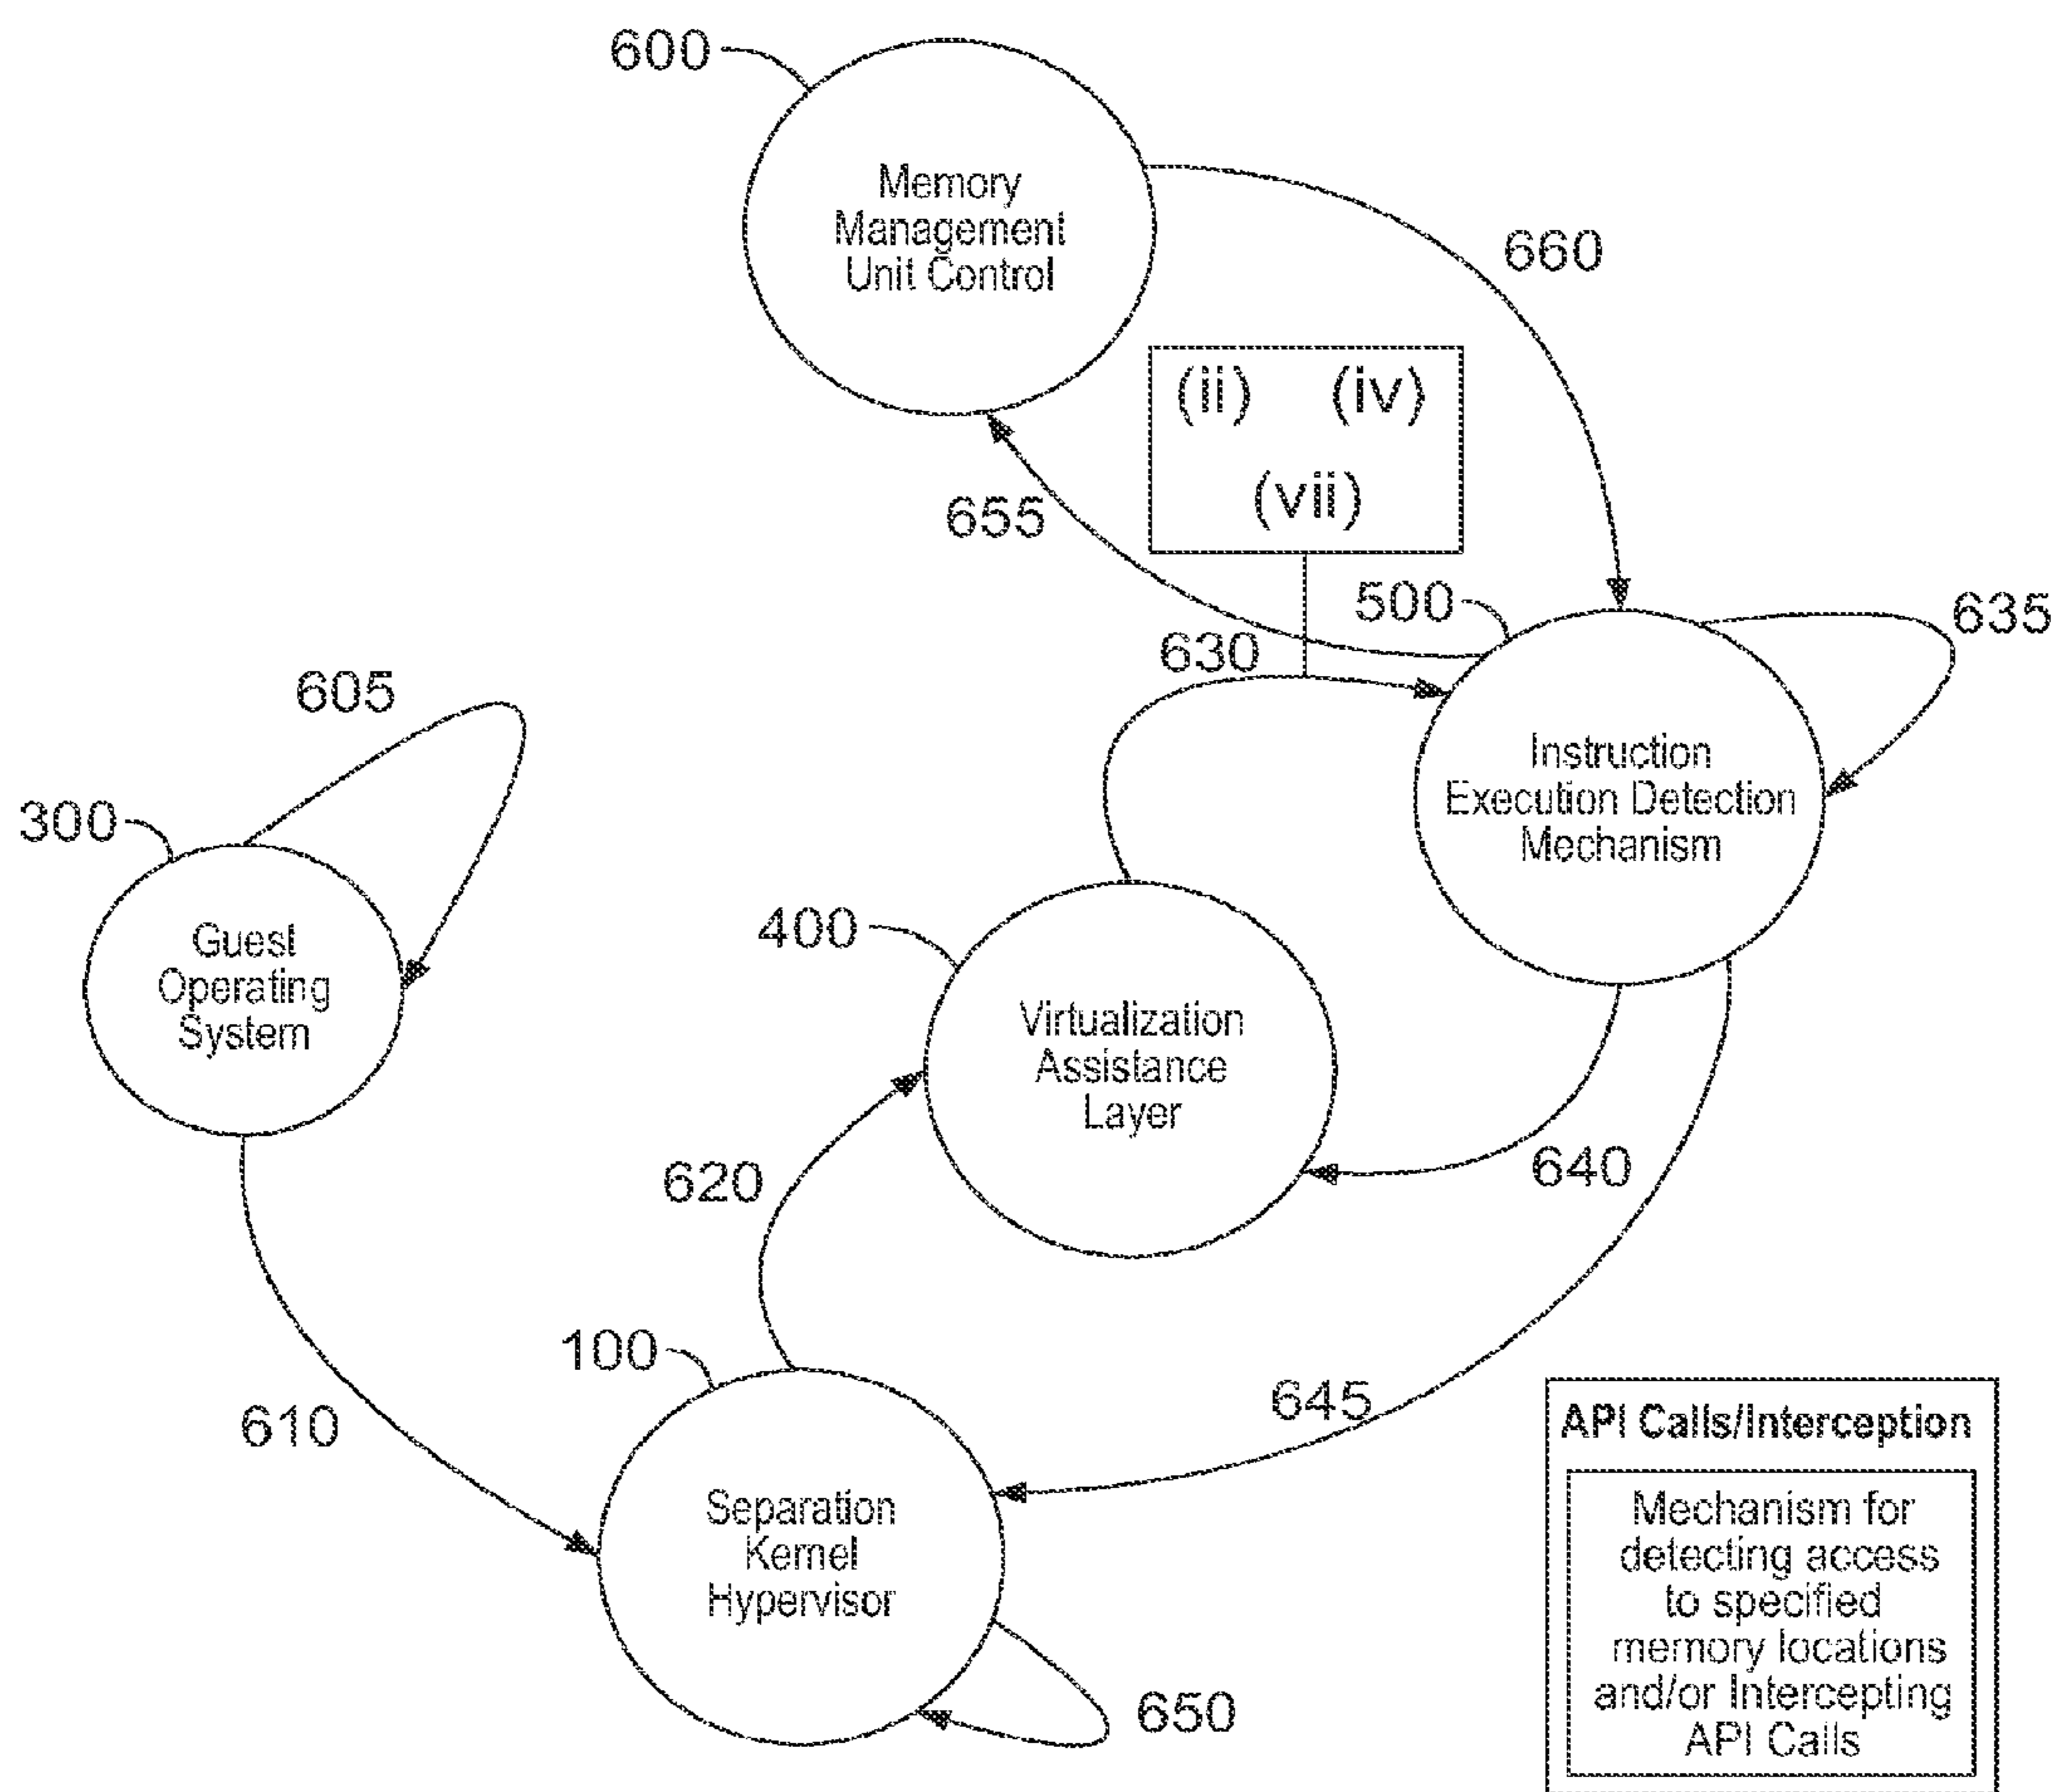 600
Memory
Management
Unit Control
660
(ii) (iv)
(vii)
655
500
635
630
605
Instruction
Execution Detection
Mechanism
300
Guest
Operating
System
400
Virtualization
Assistance
Layer
620
640
610
100
645
Separation
Kernel
Hypervisor
650
API Calls/Interception
Mechanism for
detecting access
to specified
memory locations
and/or Intercepting
API Calls